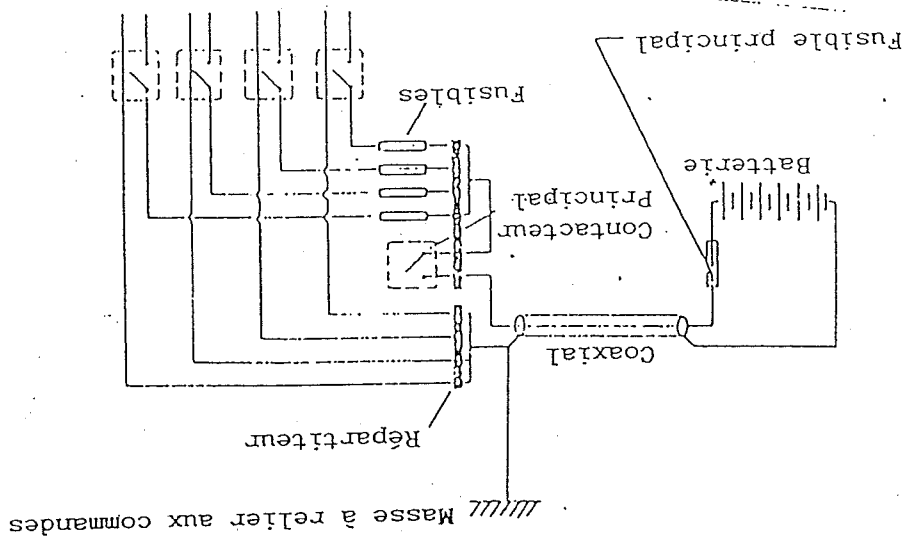 Masse à relier aux commandes
Répartiteur
Coaxial
Contacteur
Principal
Batterie
Fusibles
Fusible principal